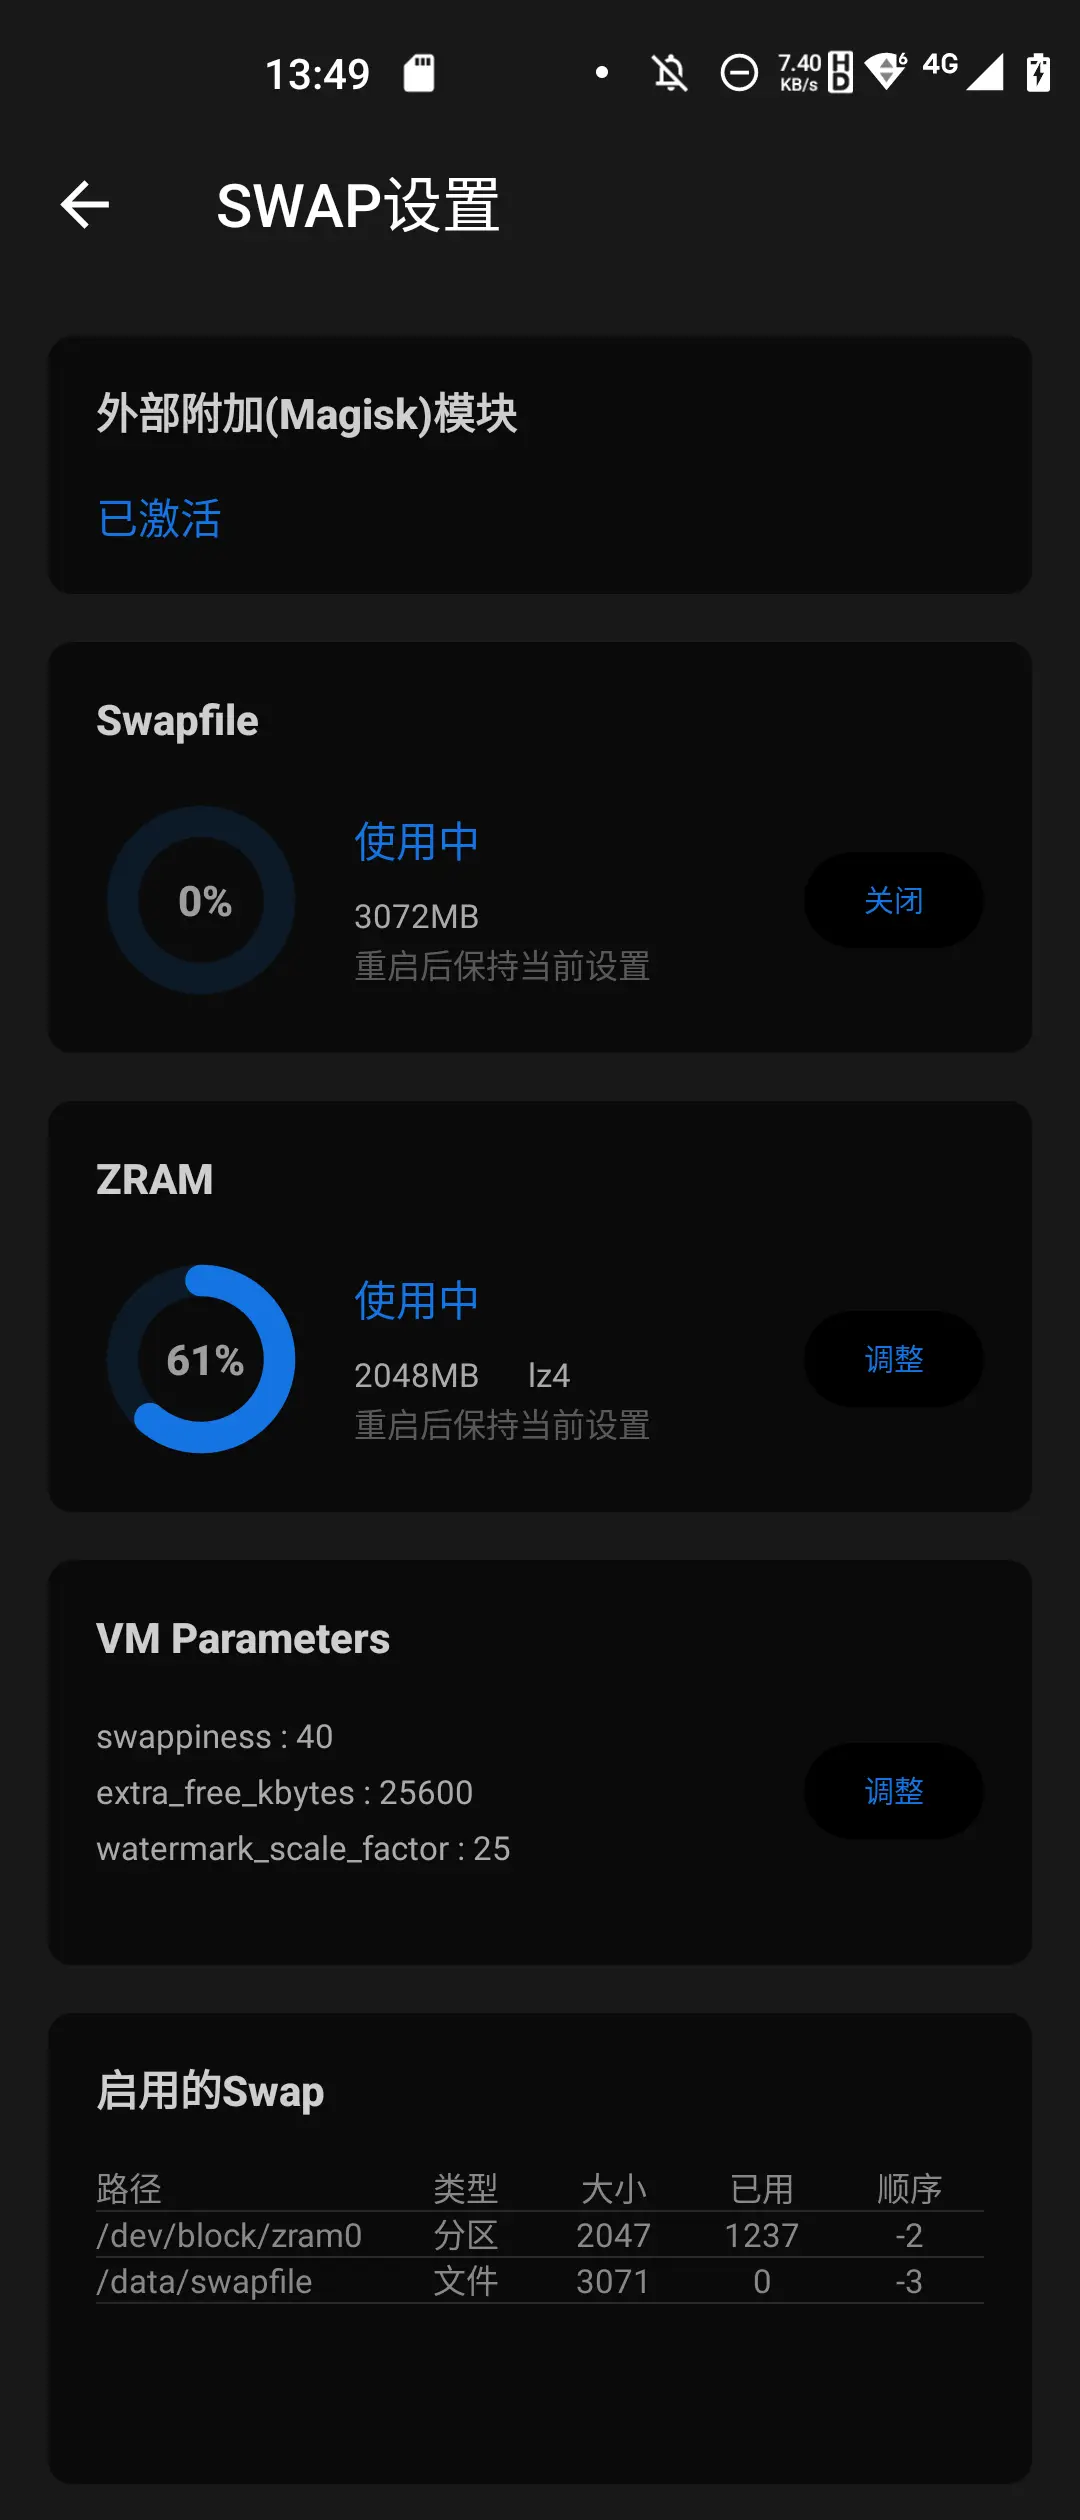 13:49 7.40 KB/s HD 6 4G
SWAP设置
外部附加(Magisk)模块
已激活
Swapfile
0%
使用中
3072MB
重启后保持当前设置
关闭
ZRAM
61%
使用中
2048MB lz4
重启后保持当前设置
调整
VM Parameters
swappiness : 40
extra_free_kbytes : 25600
watermark_scale_factor : 25
调整
启用的Swap
路径 类型 大小 已用 顺序
/dev/block/zram0 分区 2047 1237 -2
/data/swapfile 文件 3071 0 -3